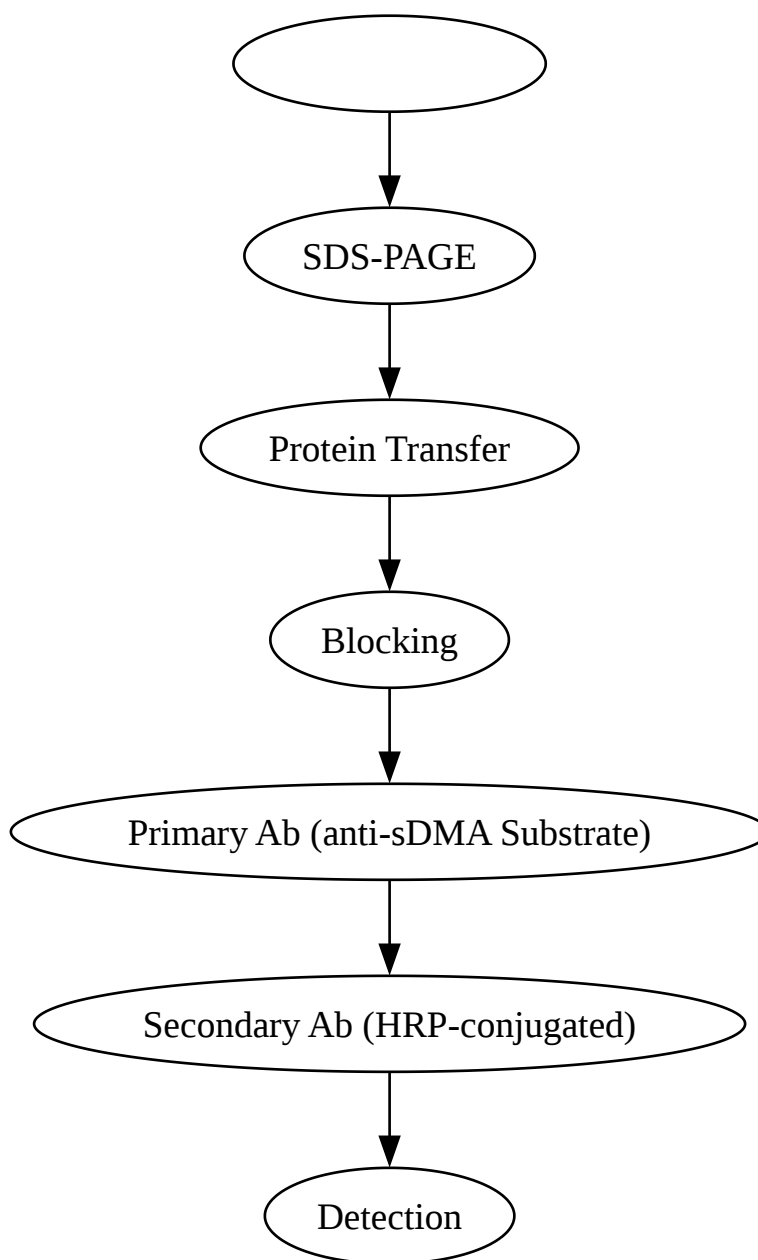 SDS-PAGE
Protein Transfer
Blocking
Primary Ab (anti-sDMA Substrate)
Secondary Ab (HRP-conjugated)
Detection